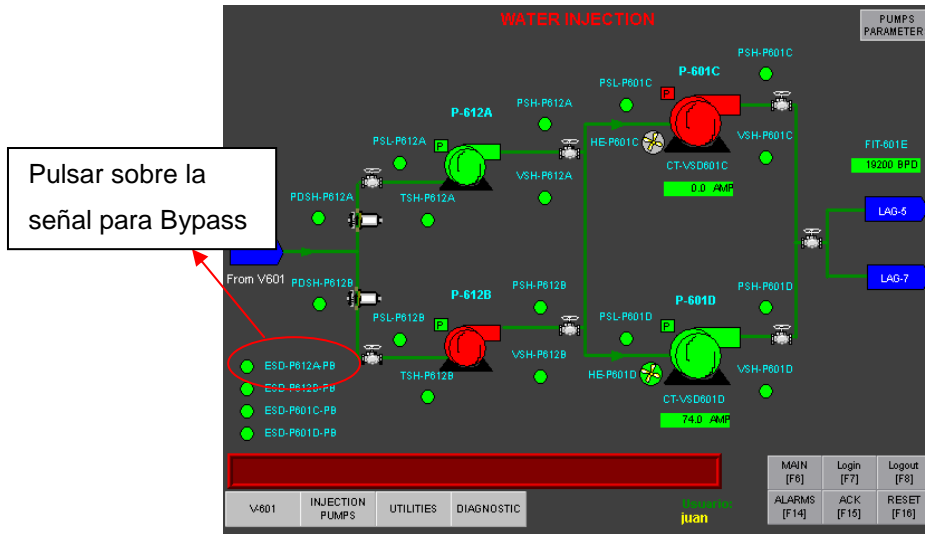 WATER INJECTION
PUMPS
PARAMETER
PSH-P601C
P-601C
PSL-P601C
P
P-612A
PSH-P612A
PSL-P612A
P
HE-P601C
VSH-P601C
FIT-601E
19200 BPD
CT-VSD601C
0.0 AMP
Pulsar sobre la
señal para Bypass
PDSH-P612A
TSH-P612A
VSH-P612A
LAG-5
From V601
PDSH-P612B
P-612B
PSH-P612B
P-601D
PSH-P601D
LAG-7
PSL-P612B
P
PSL-P601D
P
ESD-P612A-PB
TSH-P612B
VSH-P612B
HE-P601D
VSH-P601D
ESD-P612B-PB
CT-VSD601D
ESD-P601C-PB
74.0 AMP
ESD-P601D-PB
MAIN
[F6]
Login
[F7]
Logout
[F8]
V601
INJECTION
PUMPS
UTILITIES
DIAGNOSTIC
Usuario:
juan
ALARMS
[F14]
ACK
[F15]
RESET
[F16]